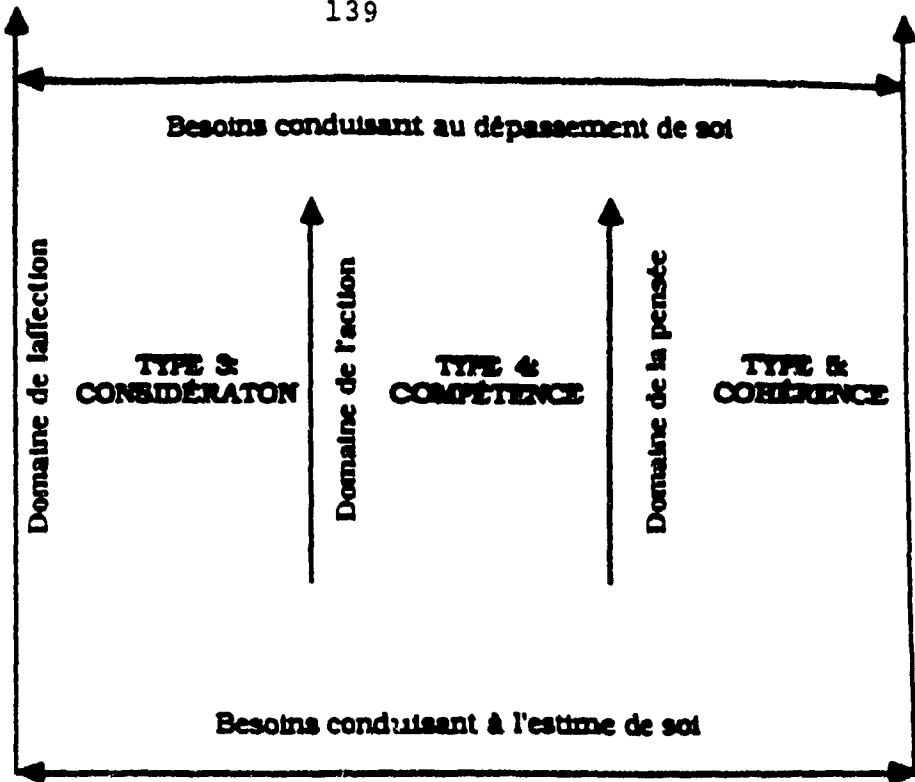 139
Besoins conduisant au dépassement de soi
Domaine de laffection
TYPE 3:
CONSIDÉRATON
Domaine de l'action
TYPE 4:
COMPÉTENCE
Domaine de la pensée
TYPE 5:
COHÉRENCE
Besoins conduisant à l'estime de soi